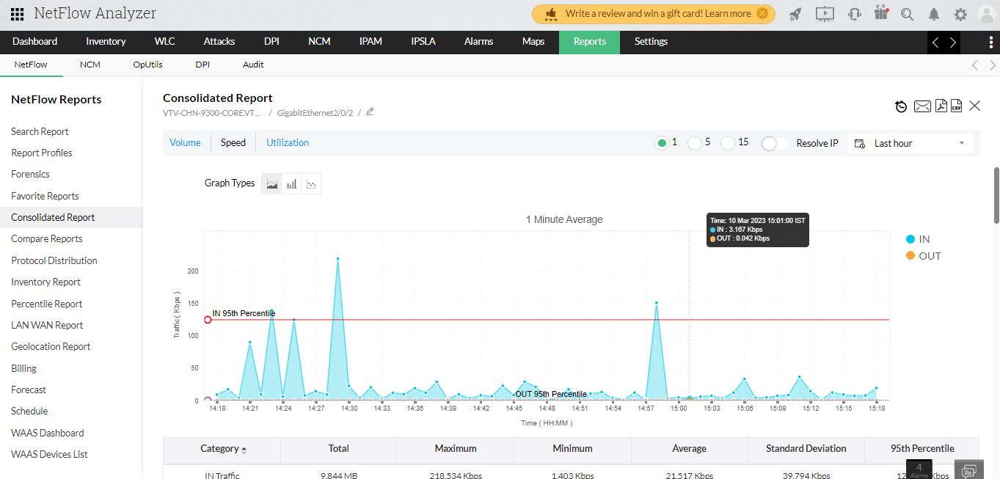 NetFlow Analyzer
Write a review and win a gift card! Learn more
Dashboard Inventory WLC Attacks DPI NCM IPAM IPSLA Alarms Maps Reports Settings
NetFlow NCM OpUtils DPI Audit
NetFlow Reports
Search Report
Report Profiles
Forensics
Favorite Reports
Consolidated Report
Compare Reports
Protocol Distribution
Inventory Report
Percentile Report
LAN WAN Report
Geolocation Report
Billing
Forecast
Schedule
WAAS Dashboard
WAAS Devices List
Consolidated Report
VTV-CHN-9300-CORE.VT... / GigabitEthernet2/0/2 /
CSV
Volume Speed Utilization 1 5 15 Resolve IP Last hour
Graph Types
1 Minute Average
Time: 10 Mar 2023 15:01:00 IST
IN : 3.167 Kbps
OUT : 0.042 Kbps
IN
OUT
Traffic( Kbps )
200
150
100
50
0
IN 95th Percentile
OUT 95th Percentile
14:18 14:21 14:24 14:27 14:30 14:33 14:36 14:39 14:42 14:45 14:48 14:51 14:54 14:57 15:00 15:03 15:06 15:09 15:12 15:15 15:18
Time ( HH:MM )
Category Total Maximum Minimum Average Standard Deviation 95th Percentile
IN Traffic 9.844 MB 218.534 Kbps 1.403 Kbps 21.517 Kbps 39.794 Kbps Kbps
4
Alarms